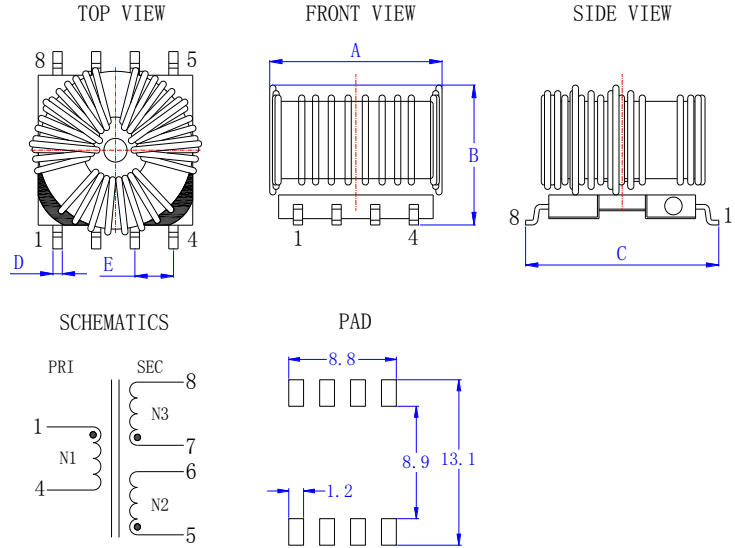 TOP VIEW
FRONT VIEW
SIDE VIEW
8
5
1
4
D
E
A
B
1
4
8
1
C
SCHEMATICS
PRI
SEC
1
4
N1
8
N3
7
6
N2
5
PAD
8.8
8.9
13.1
1.2